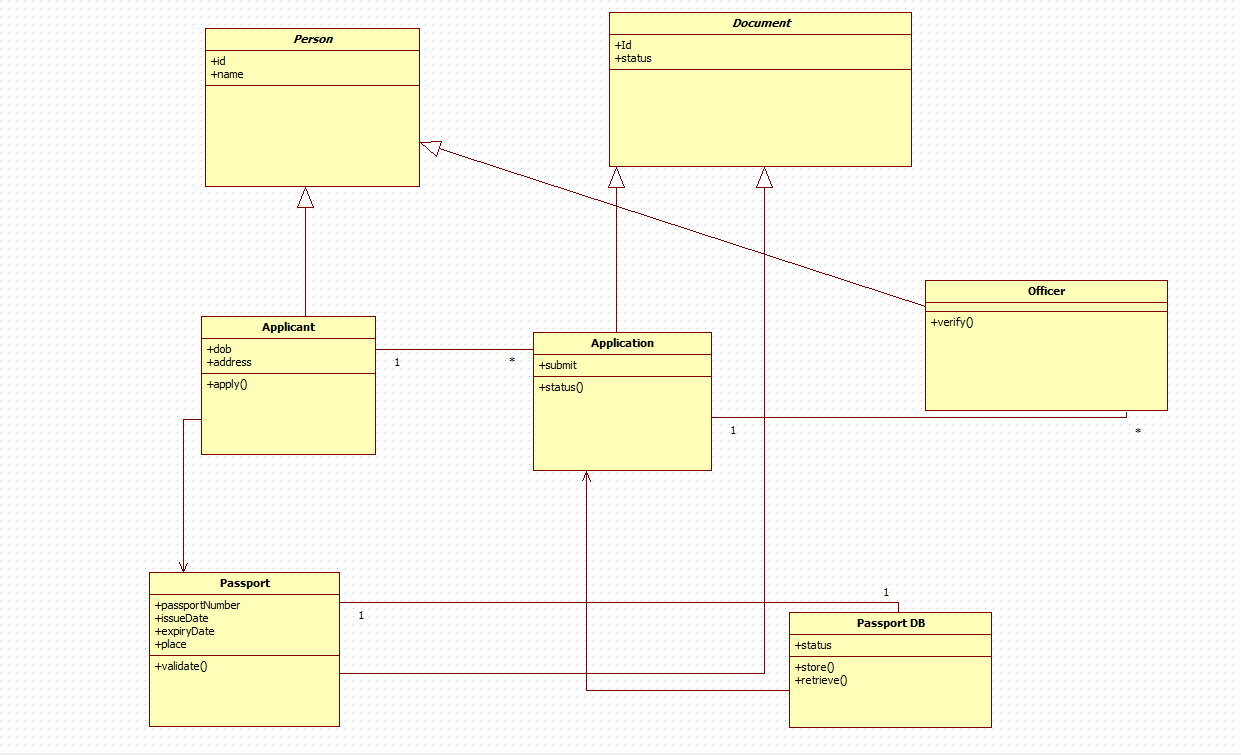 Person
+id
+name
Document
+Id
+status
Officer
+verify()
Applicant
+dob
+address
+apply()
1
*
Application
+submit
+status()
1
*
Passport
+passportNumber
+issueDate
+expiryDate
+place
+validate()
1
1
Passport DB
+status
+store()
+retrieve()